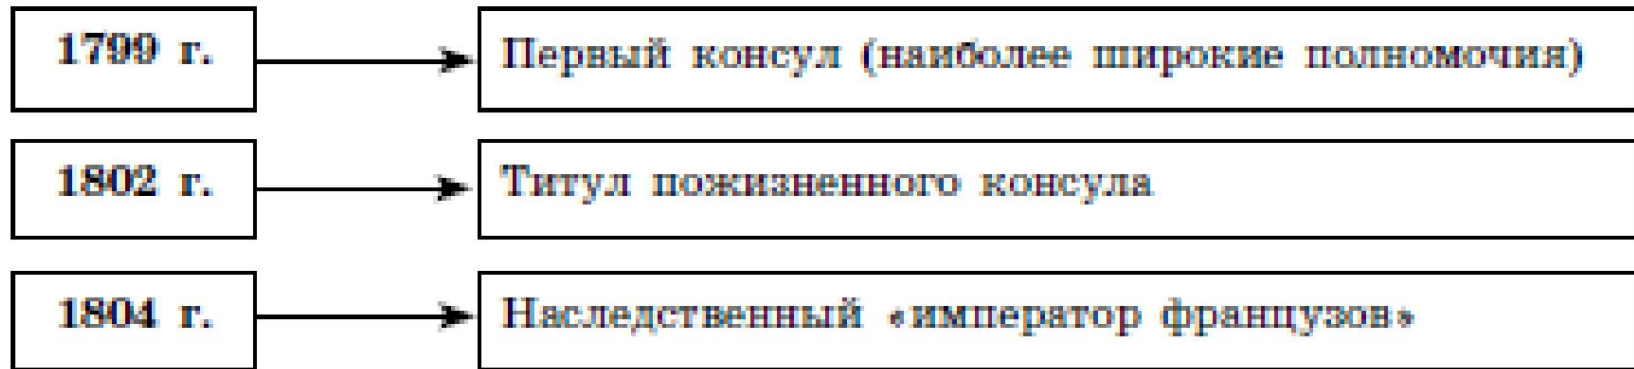 1799 г. Первый консул (наиболее широкие полномочия)
1802 г. Титул пожизненного консула
1804 г. Наследственный «император французов»